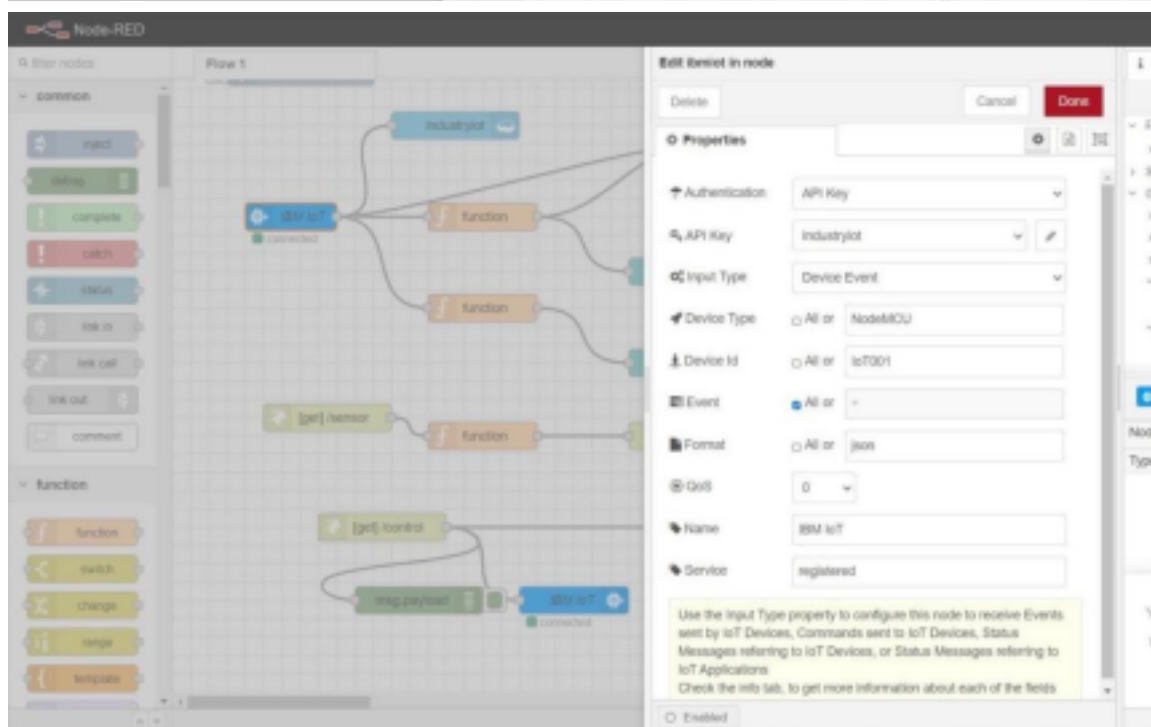 Node-RED
filter nodes
Flow 1
common
inject
debug
complete
catch
status
link in
link call
link out
comment
function
function
switch
change
range
template
industryiot
IBM IoT
connected
function
function
[get] /sensor
function
[get] /control
msg.payload
IBM IoT
connected
Edit ibmiot in node
Delete
Cancel
Done
Properties
Authentication
API Key
API Key
Industryiot
Input Type
Device Event
Device Type
All or
NodeMCU
Device Id
All or
IoT001
Event
All or
+
Format
All or
json
QoS
0
Name
IBM IoT
Service
registered
Use the Input Type property to configure this node to receive Events
sent by IoT Devices, Commands sent to IoT Devices, Status
Messages referring to IoT Devices, or Status Messages referring to
IoT Applications
Check the info tab, to get more information about each of the fields
Enabled
i
Nod
Type